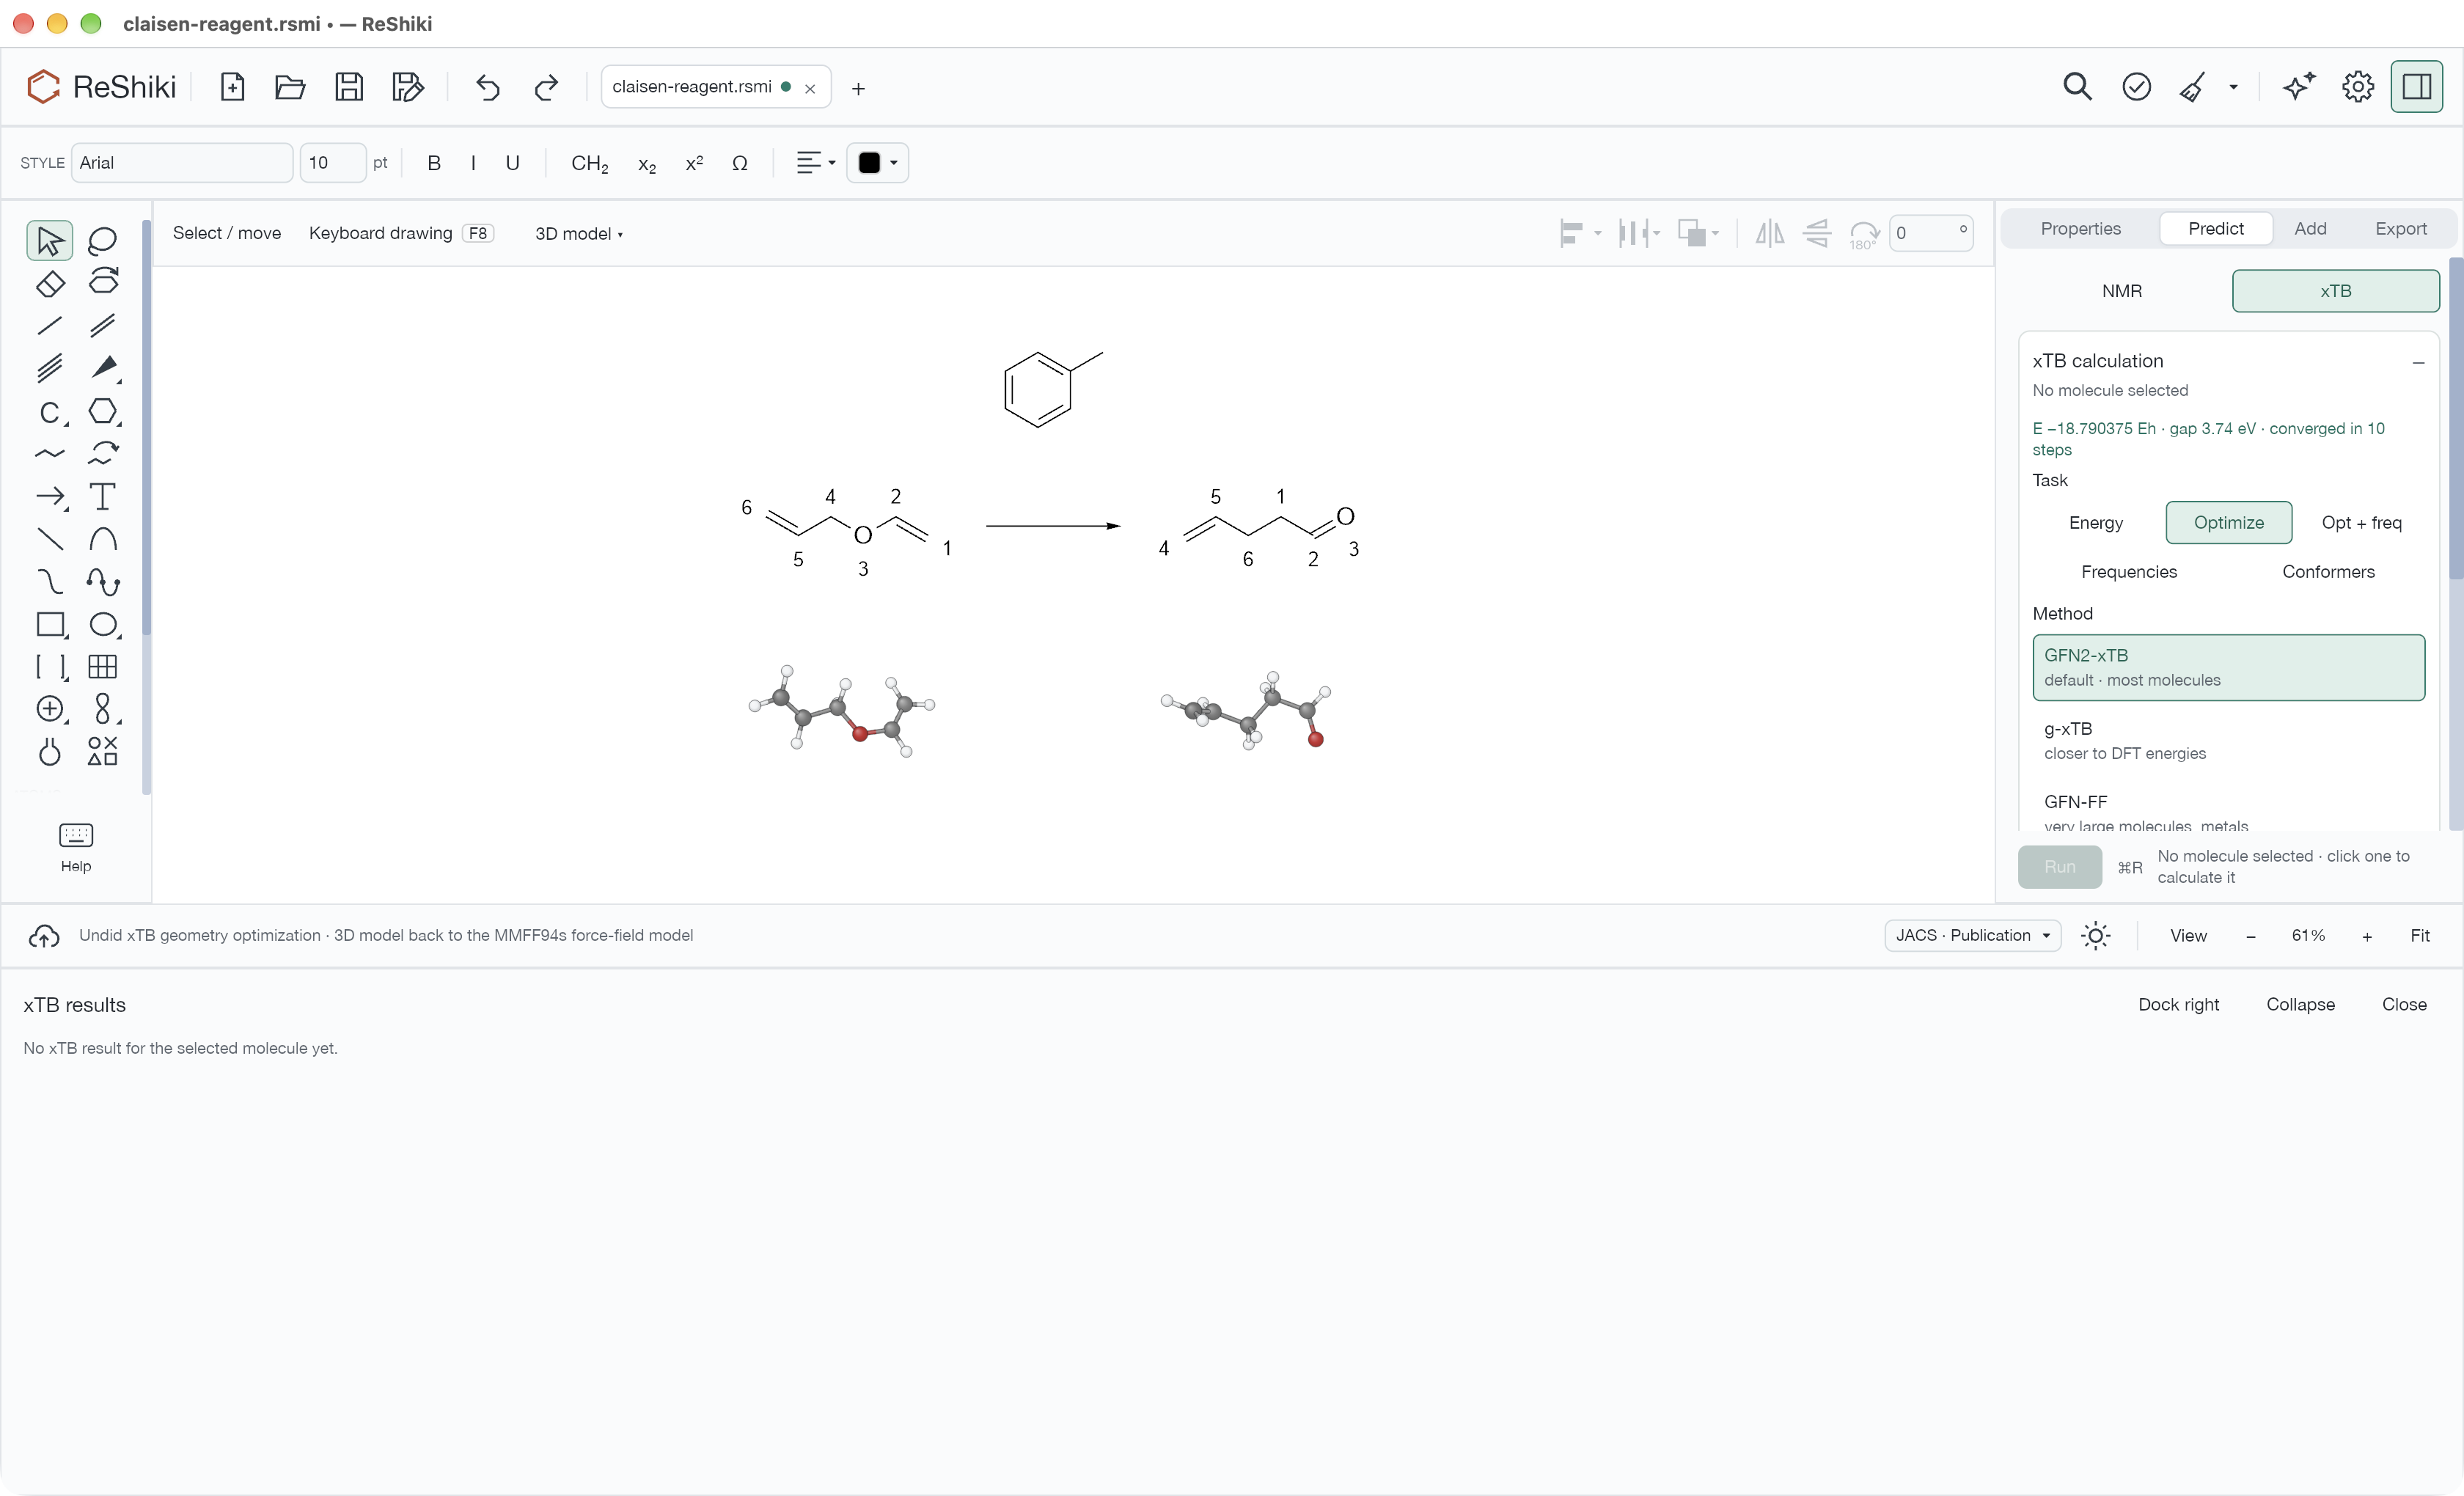 claisen-reagent.rsmi • — ReShiki
ReShiki
claisen-reagent.rsmi
STYLE Arial 10 pt B I U CH₂ x₂ x² Ω
Select / move Keyboard drawing F8 3D model
180° 0 °
Properties Predict Add Export
NMR xTB
xTB calculation
No molecule selected
E −18.790375 Eh · gap 3.74 eV · converged in 10
steps
Task
Energy Optimize Opt + freq
Frequencies Conformers
Method
GFN2-xTB
default · most molecules
g-xTB
closer to DFT energies
GFN-FF
very large molecules, metals
Run ⌘R No molecule selected · click one to
calculate it
C
T
Help
6 4 2
O
5 3 1
5 1 O
4 6 2 3
Undid xTB geometry optimization · 3D model back to the MMFF94s force-field model
JACS · Publication View − 61% + Fit
xTB results Dock right Collapse Close
No xTB result for the selected molecule yet.